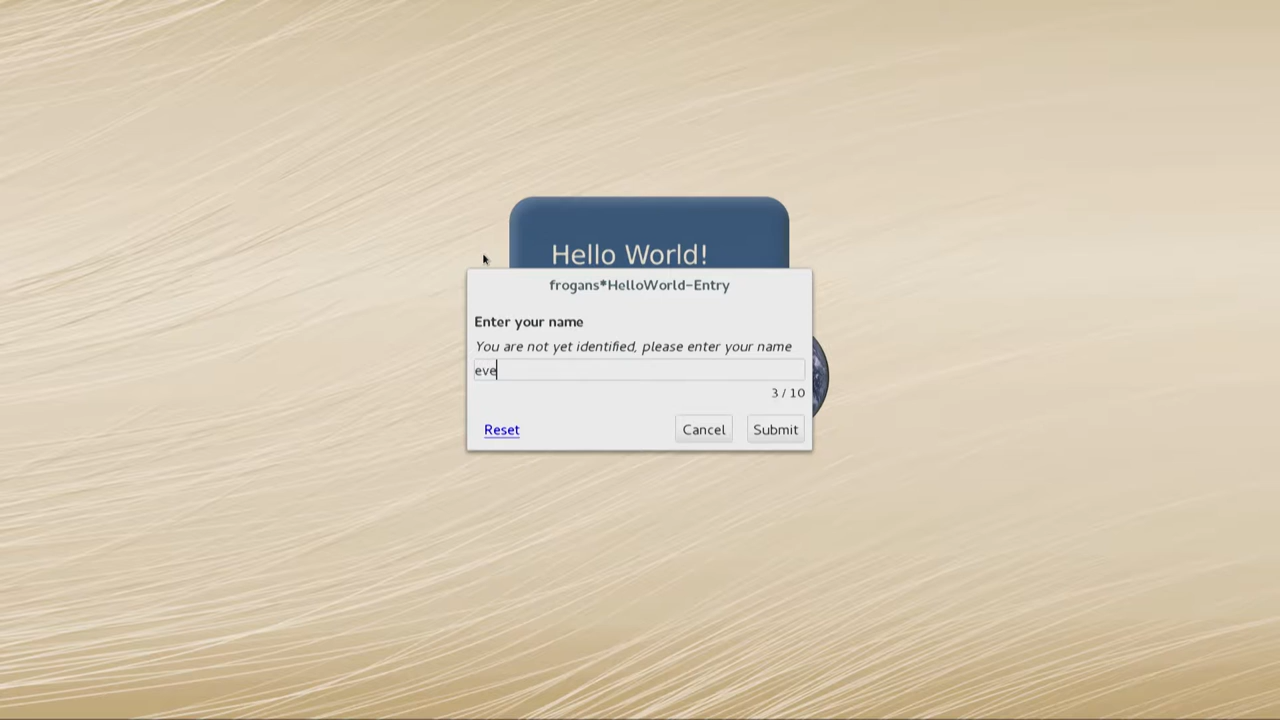 Hello World!
frogans*HelloWorld-Entry
Enter your name
You are not yet identified, please enter your name
eve
3 / 10
Reset Cancel Submit